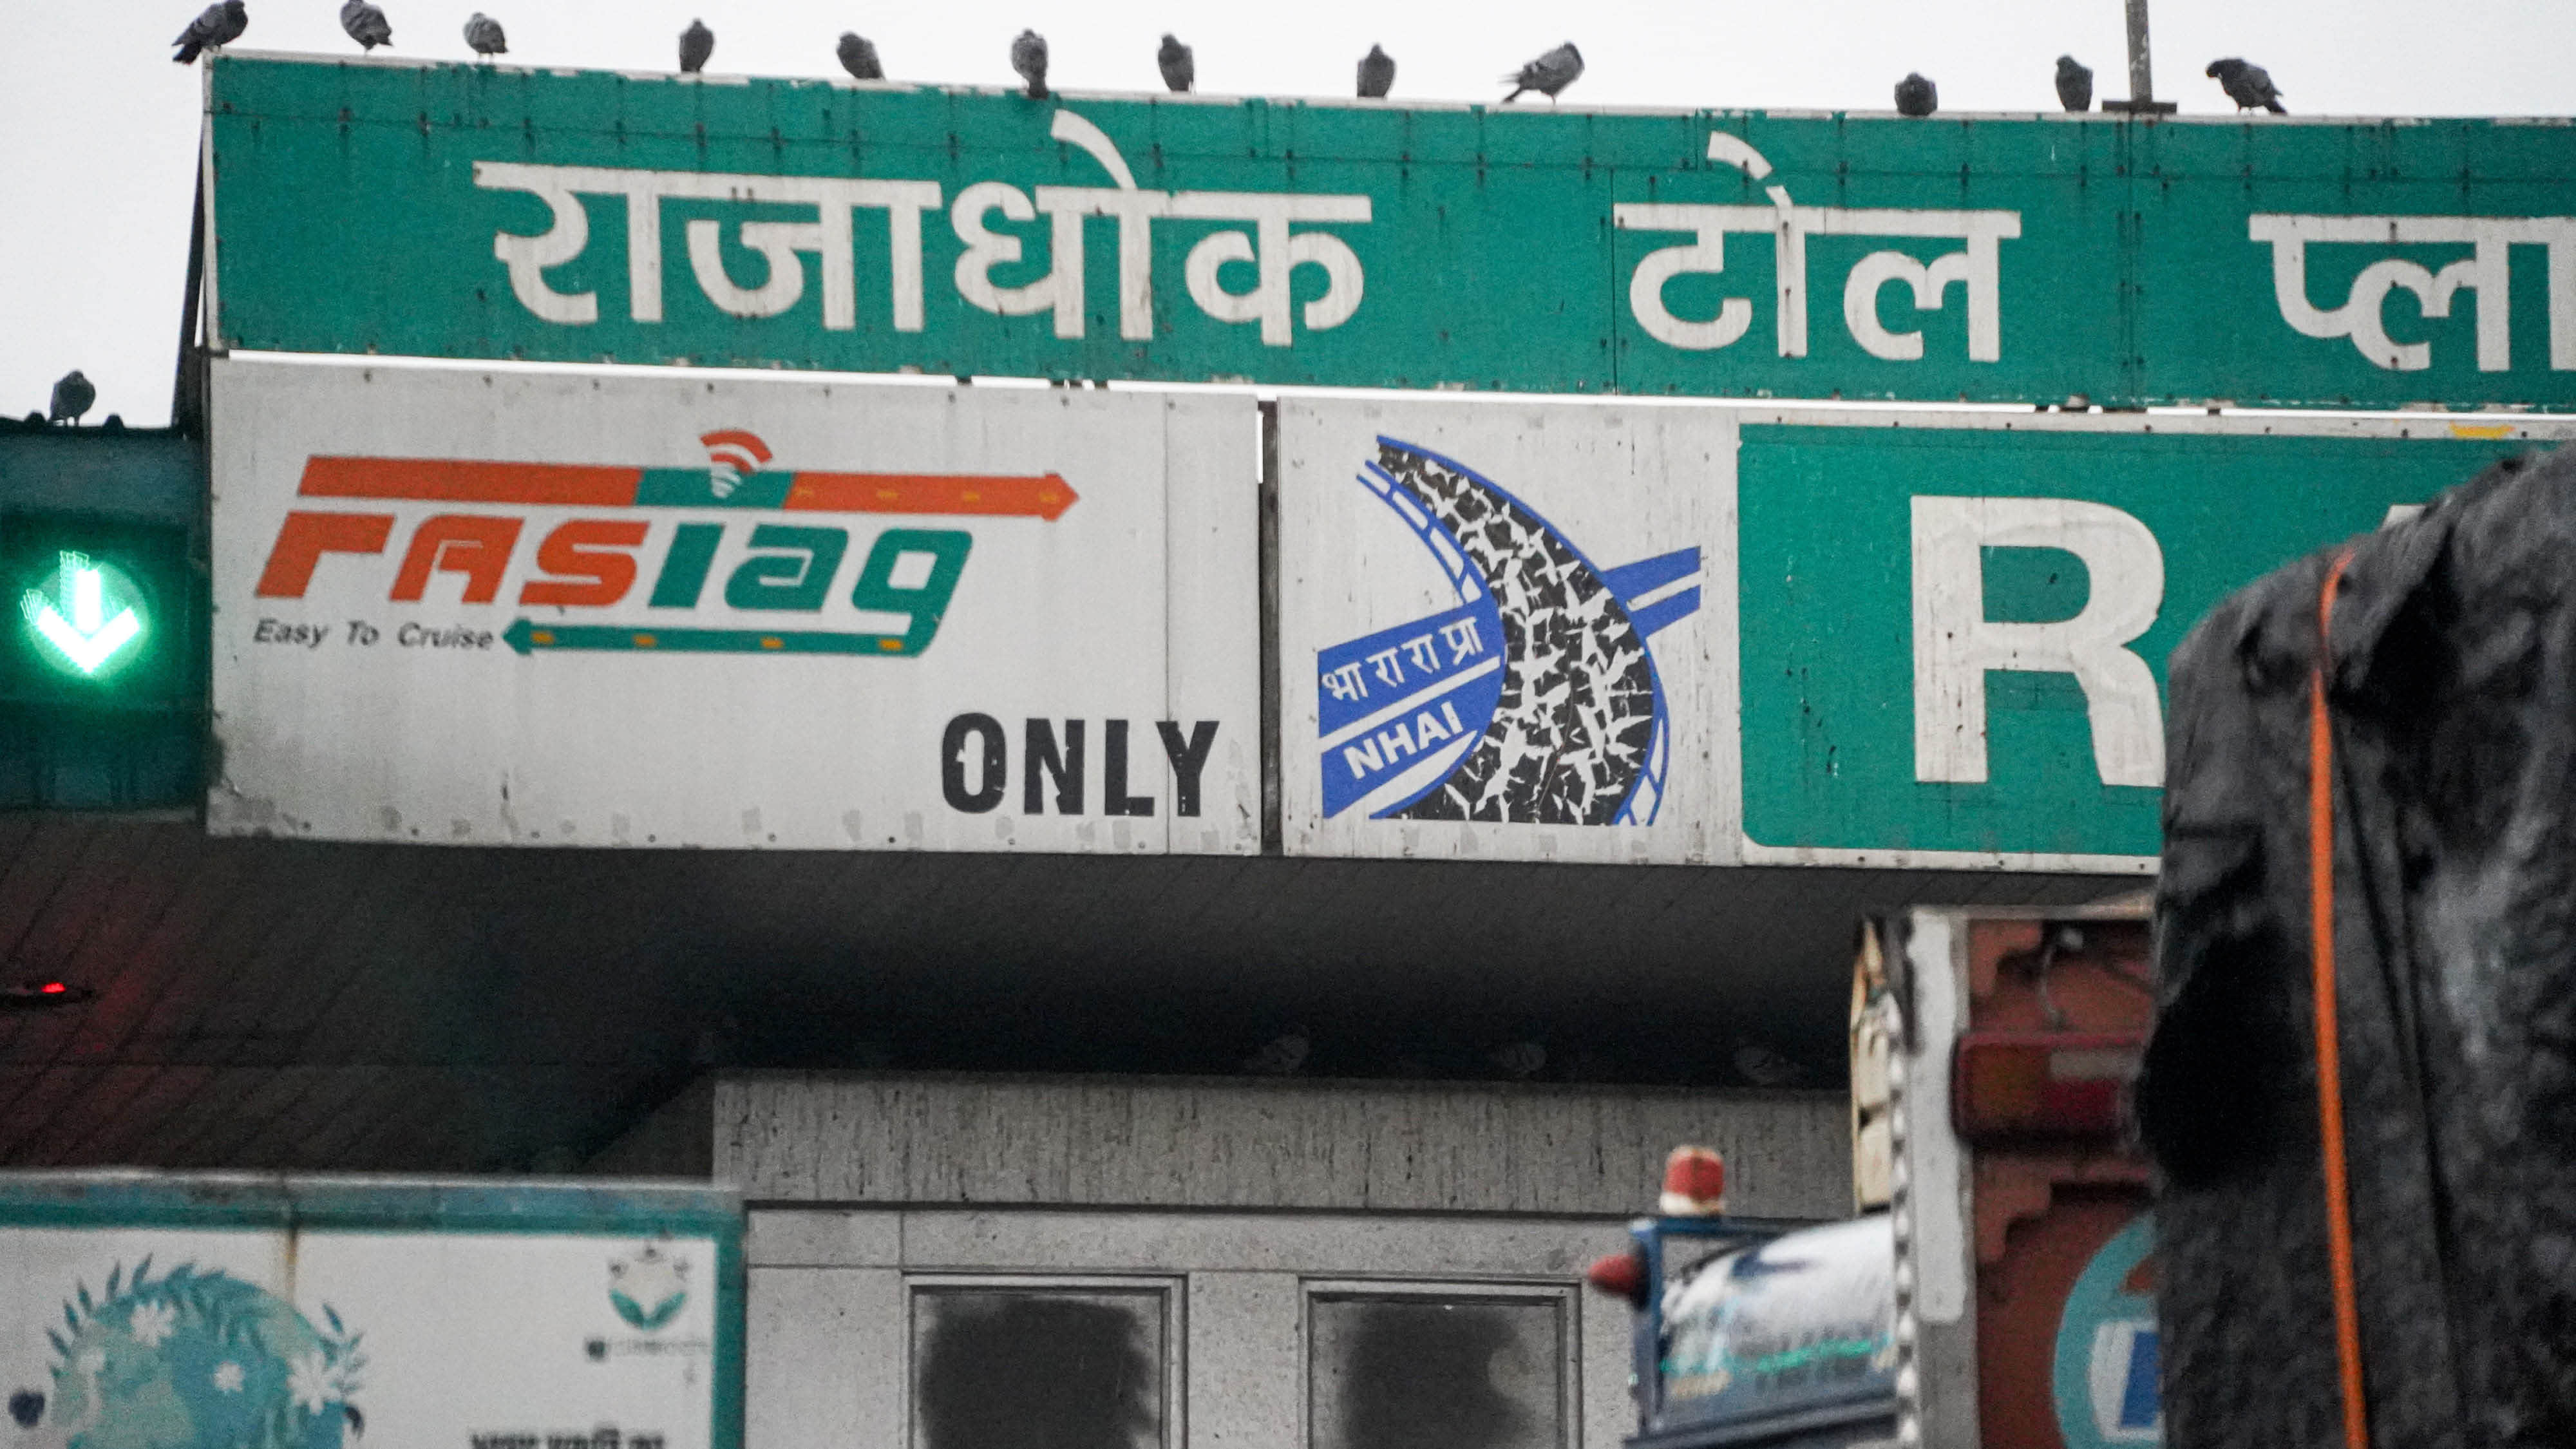 राजाधोक टोल प्ला
FASTag
Easy To Cruise
ONLY
भा रा रा प्रा
NHAI
R